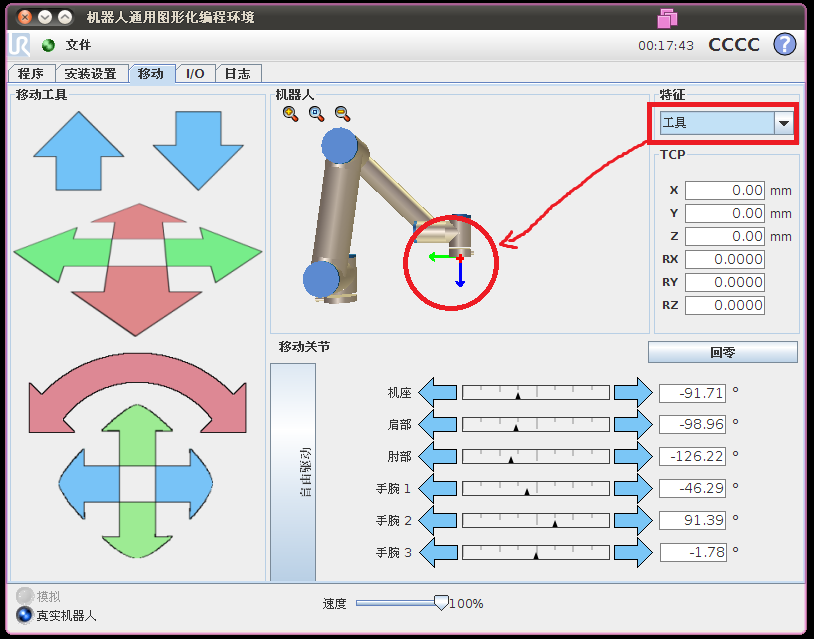 机器人通用图形化编程环境
UR 文件 00:17:43 CCCC ?
程序 安装设置 移动 I/O 日志
移动工具
机器人
特征
工具
TCP
X 0.00 mm
Y 0.00 mm
Z 0.00 mm
RX 0.0000
RY 0.0000
RZ 0.0000
移动关节
回零
自由驱动
机座 -91.71 °
肩部 -98.96 °
肘部 -126.22 °
手腕 1 -46.29 °
手腕 2 91.39 °
手腕 3 -1.78 °
模拟
真实机器人
速度 100%